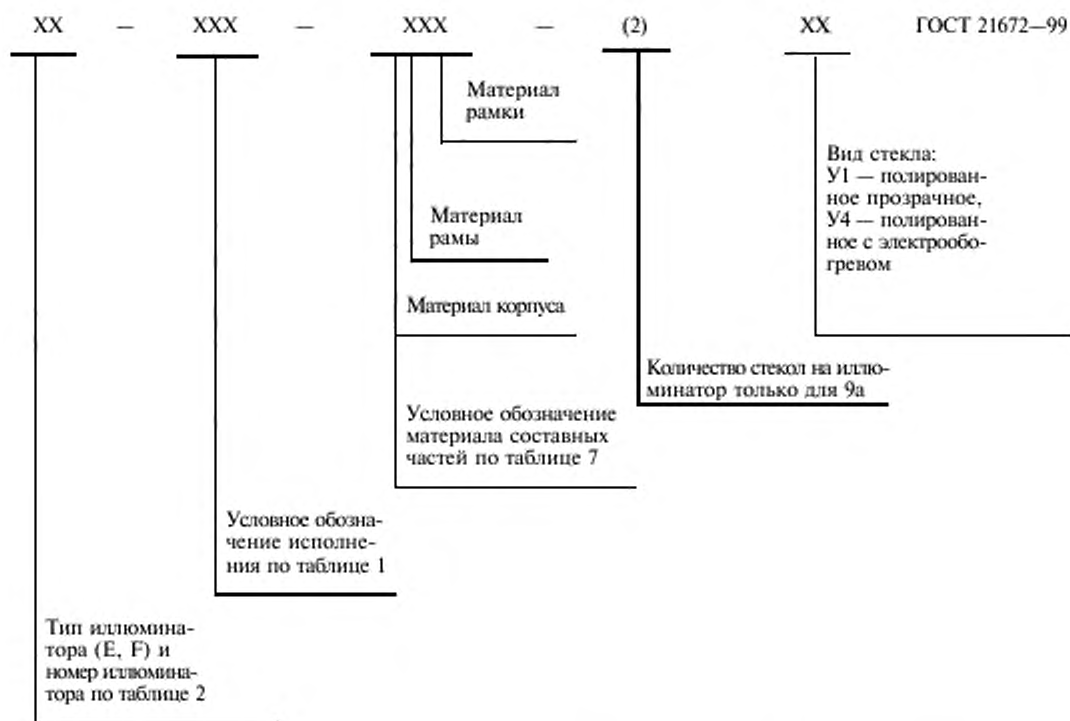 XX — XXX — XXX — (2) XX ГОСТ 21672—99
Материал
рамки
Вид стекла:
У1 — полирован-
ное прозрачное,
У4 — полирован-
ное с электрообо-
гревом
Материал
рамы
Материал корпуса
Количество стекол на иллю-
минатор только для 9а
Условное обозначение
материала составных
частей по таблице 7
Условное обозна-
чение исполне-
ния по таблице 1
Тип иллюмина-
тора (E, F) и
номер иллюмина-
тора по таблице 2